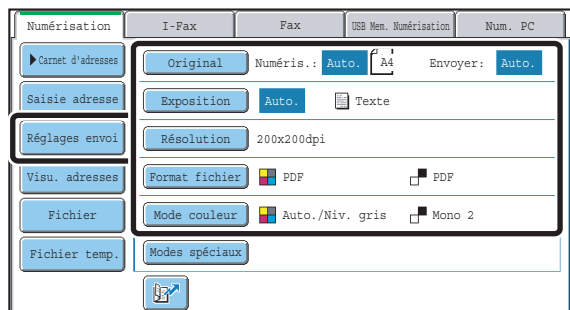 Numérisation I-Fax Fax USB Mem. Numérisation Num. PC
Carnet d'adresses Original Numéris.: Auto. A4 Envoyer: Auto.
Saisie adresse Exposition Auto. Texte
Réglages envoi Résolution 200x200dpi
Visu. adresses Format fichier PDF PDF
Fichier Mode couleur Auto./Niv. gris Mono 2
Fichier temp. Modes spéciaux